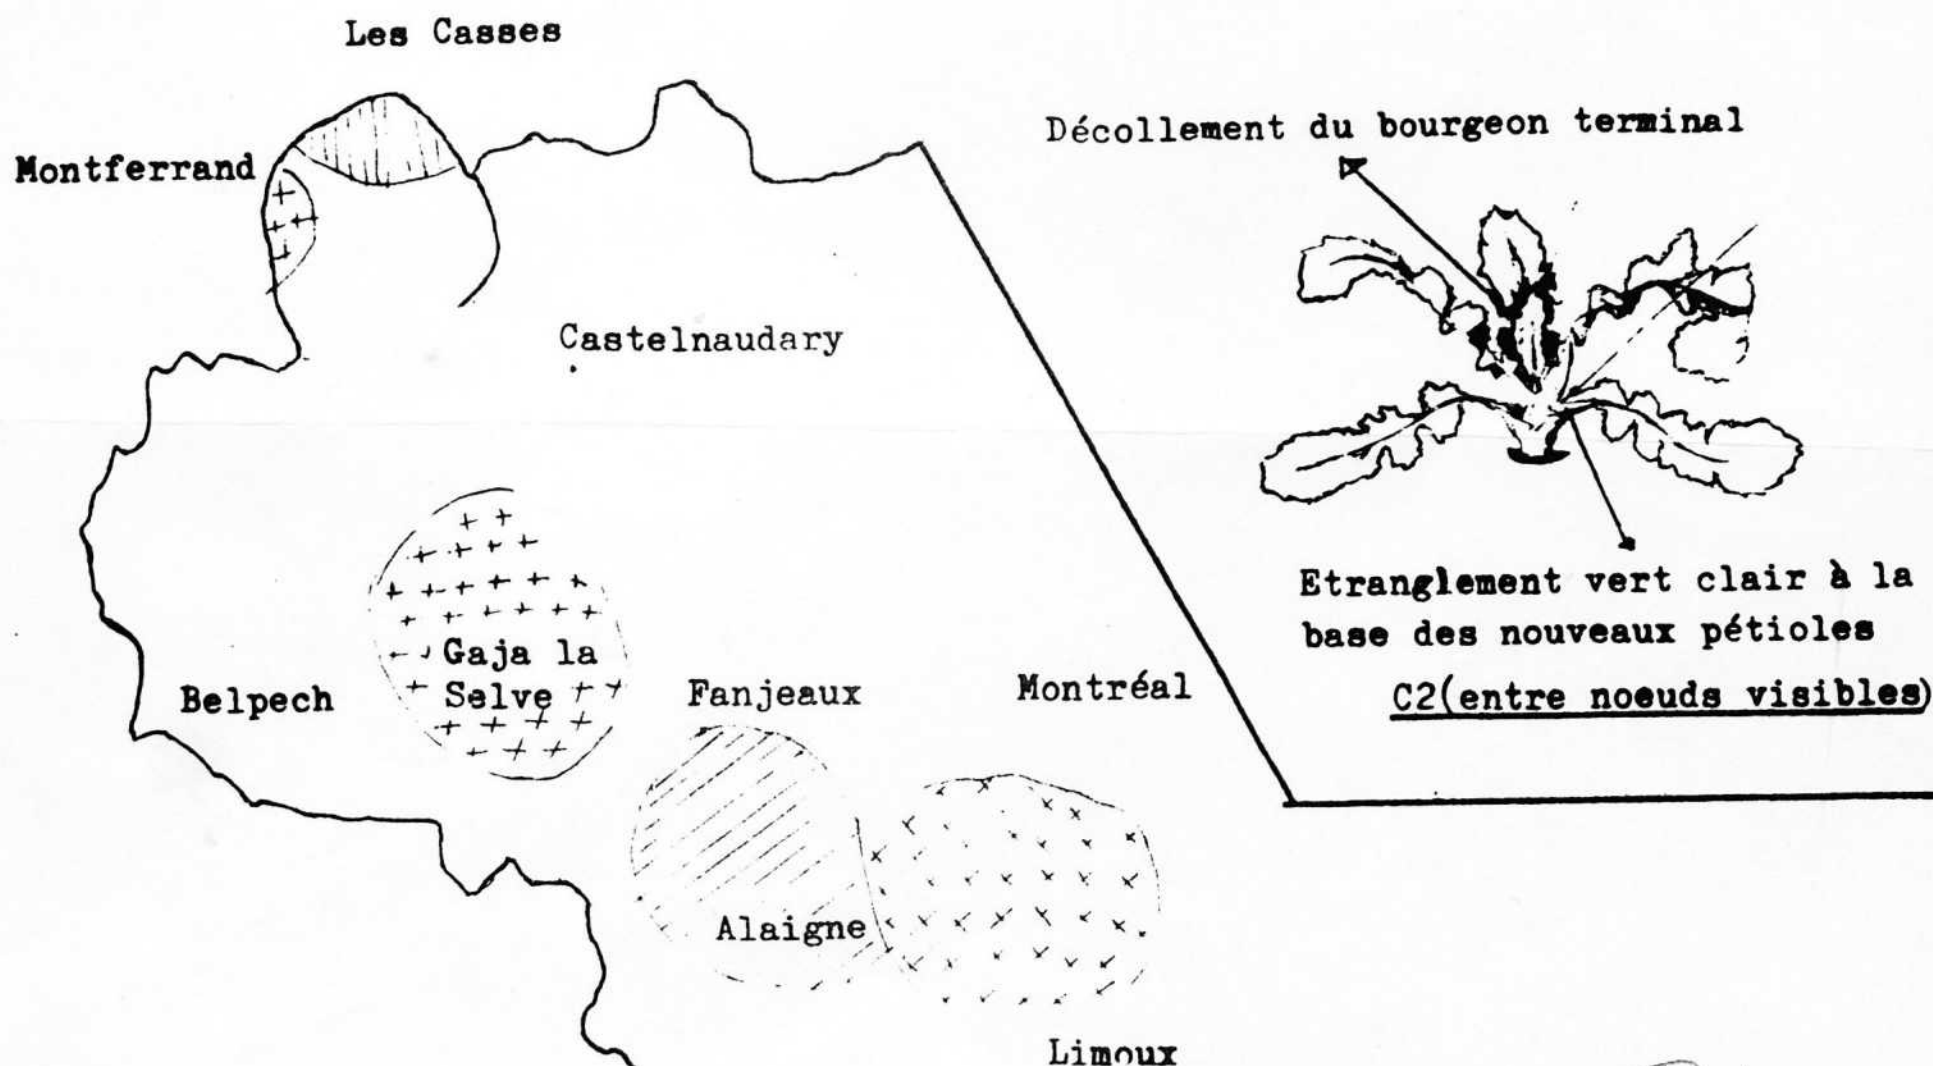 Les Casses
Montferrand
Castelnaudary
Gaja la
Selve
Belpech
Fanjeaux
Montréal
Alaigne
Limoux
Décollement du bourgeon terminal
Etranglement vert clair à la
base des nouveaux pétioles
C2(entre noeuds visibles)